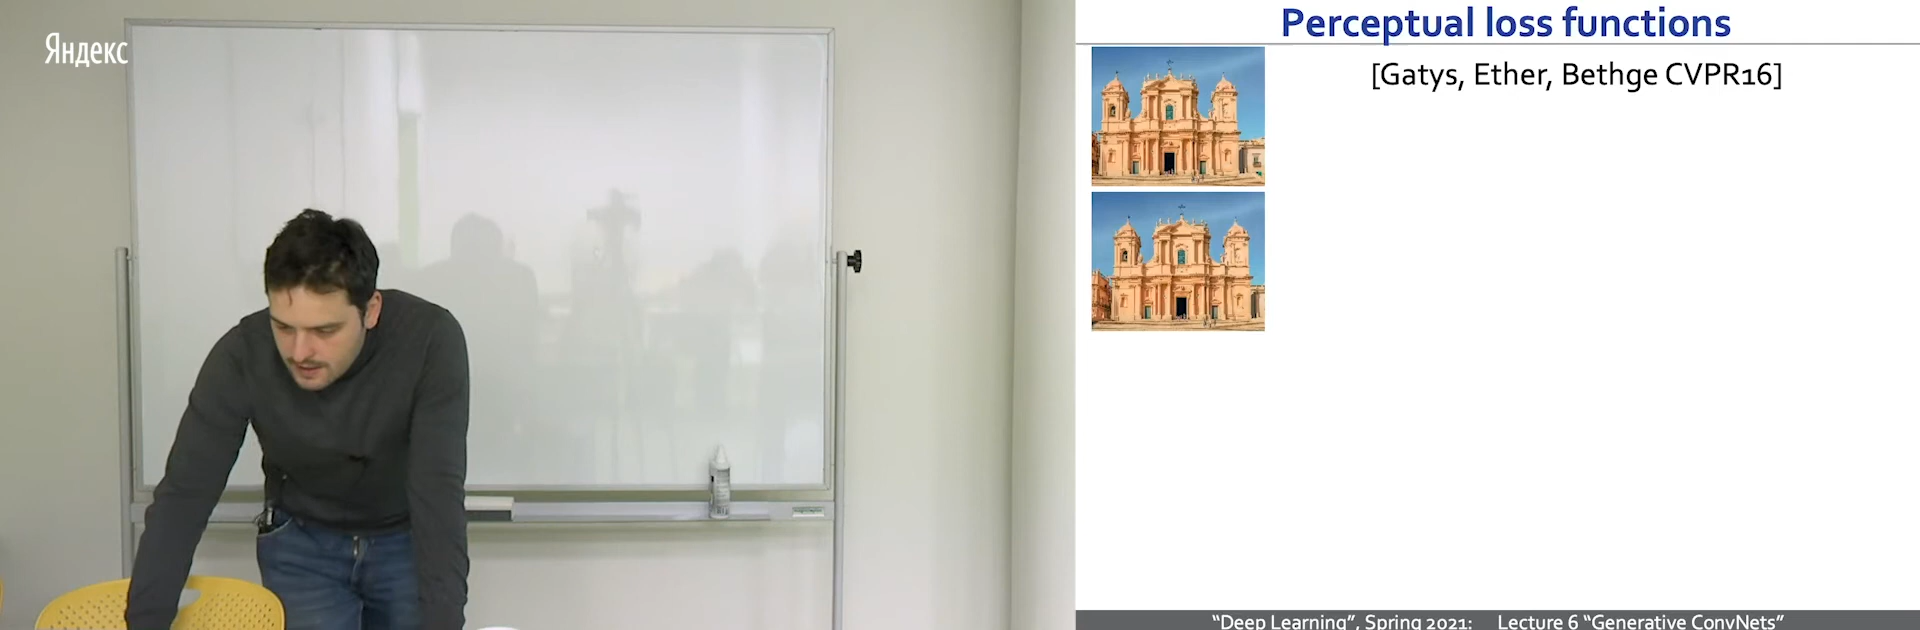 Яндекс
Perceptual loss functions
[Gatys, Ether, Bethge CVPR16]
"Deep Learning", Spring 2021: Lecture 6 "Generative ConvNets"